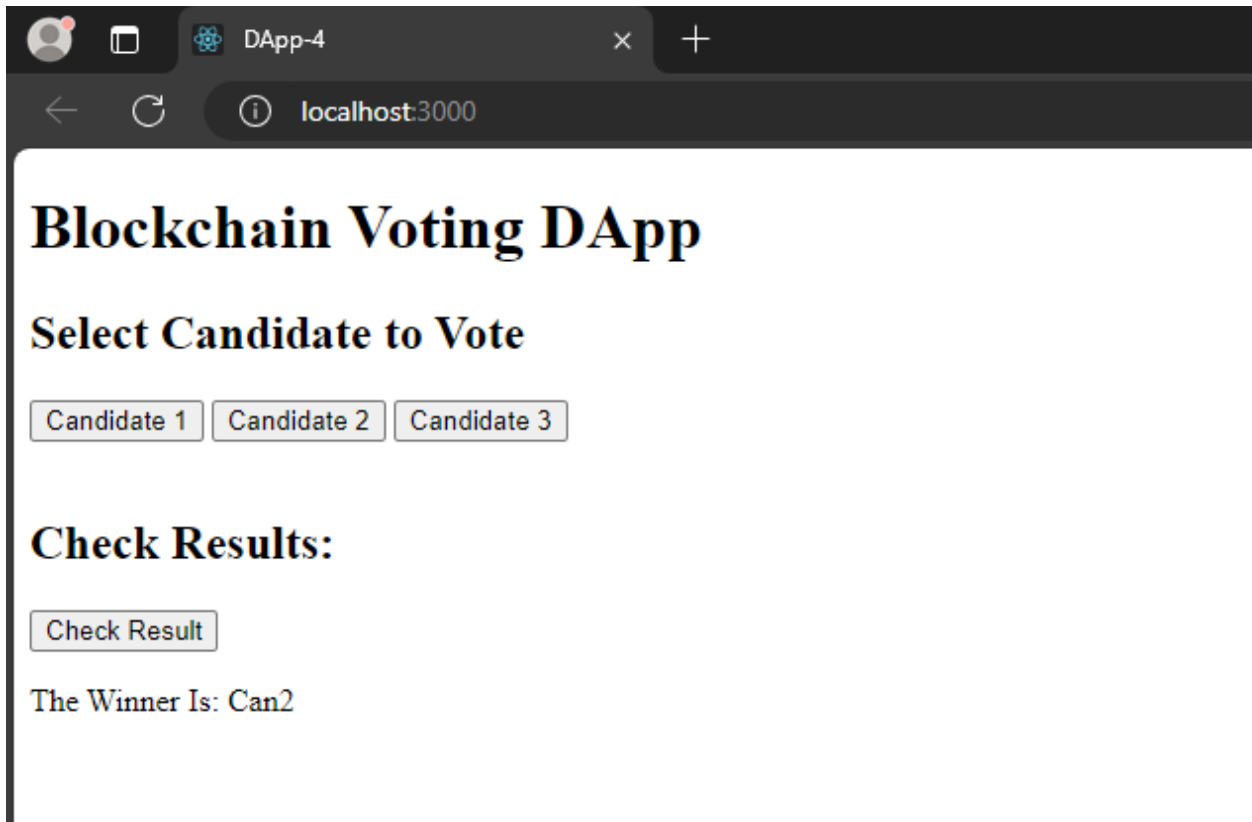 DApp-4
localhost:3000
Blockchain Voting DApp
Select Candidate to Vote
Candidate 1 Candidate 2 Candidate 3
Check Results:
Check Result
The Winner Is: Can2